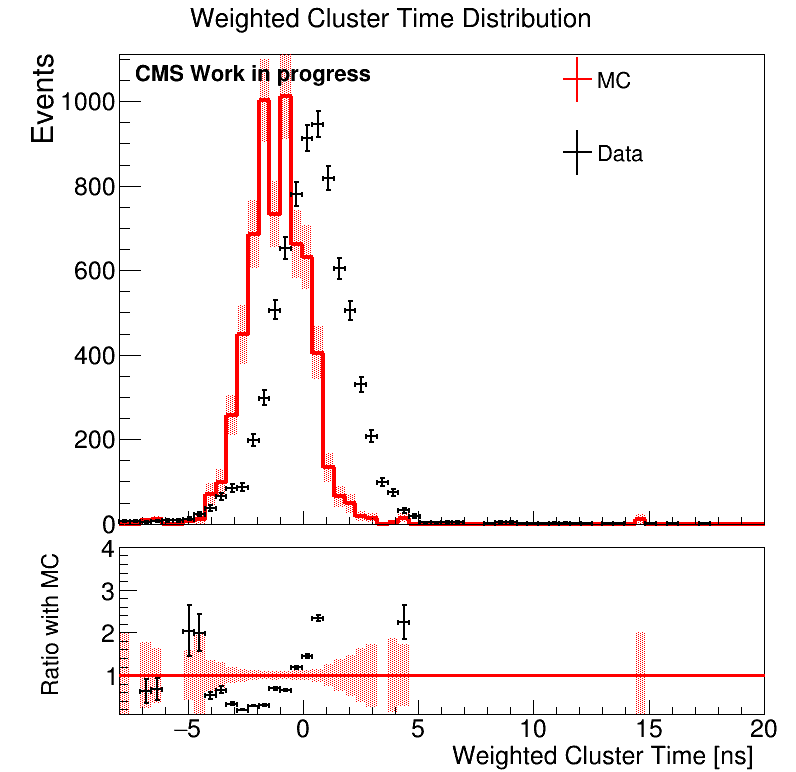 Weighted Cluster Time Distribution
Events
CMS Work in progress
MC
Data
1000
800
600
400
200
0
Ratio with MC
4
3
2
1
−5 0 5 10 15 20
Weighted Cluster Time [ns]